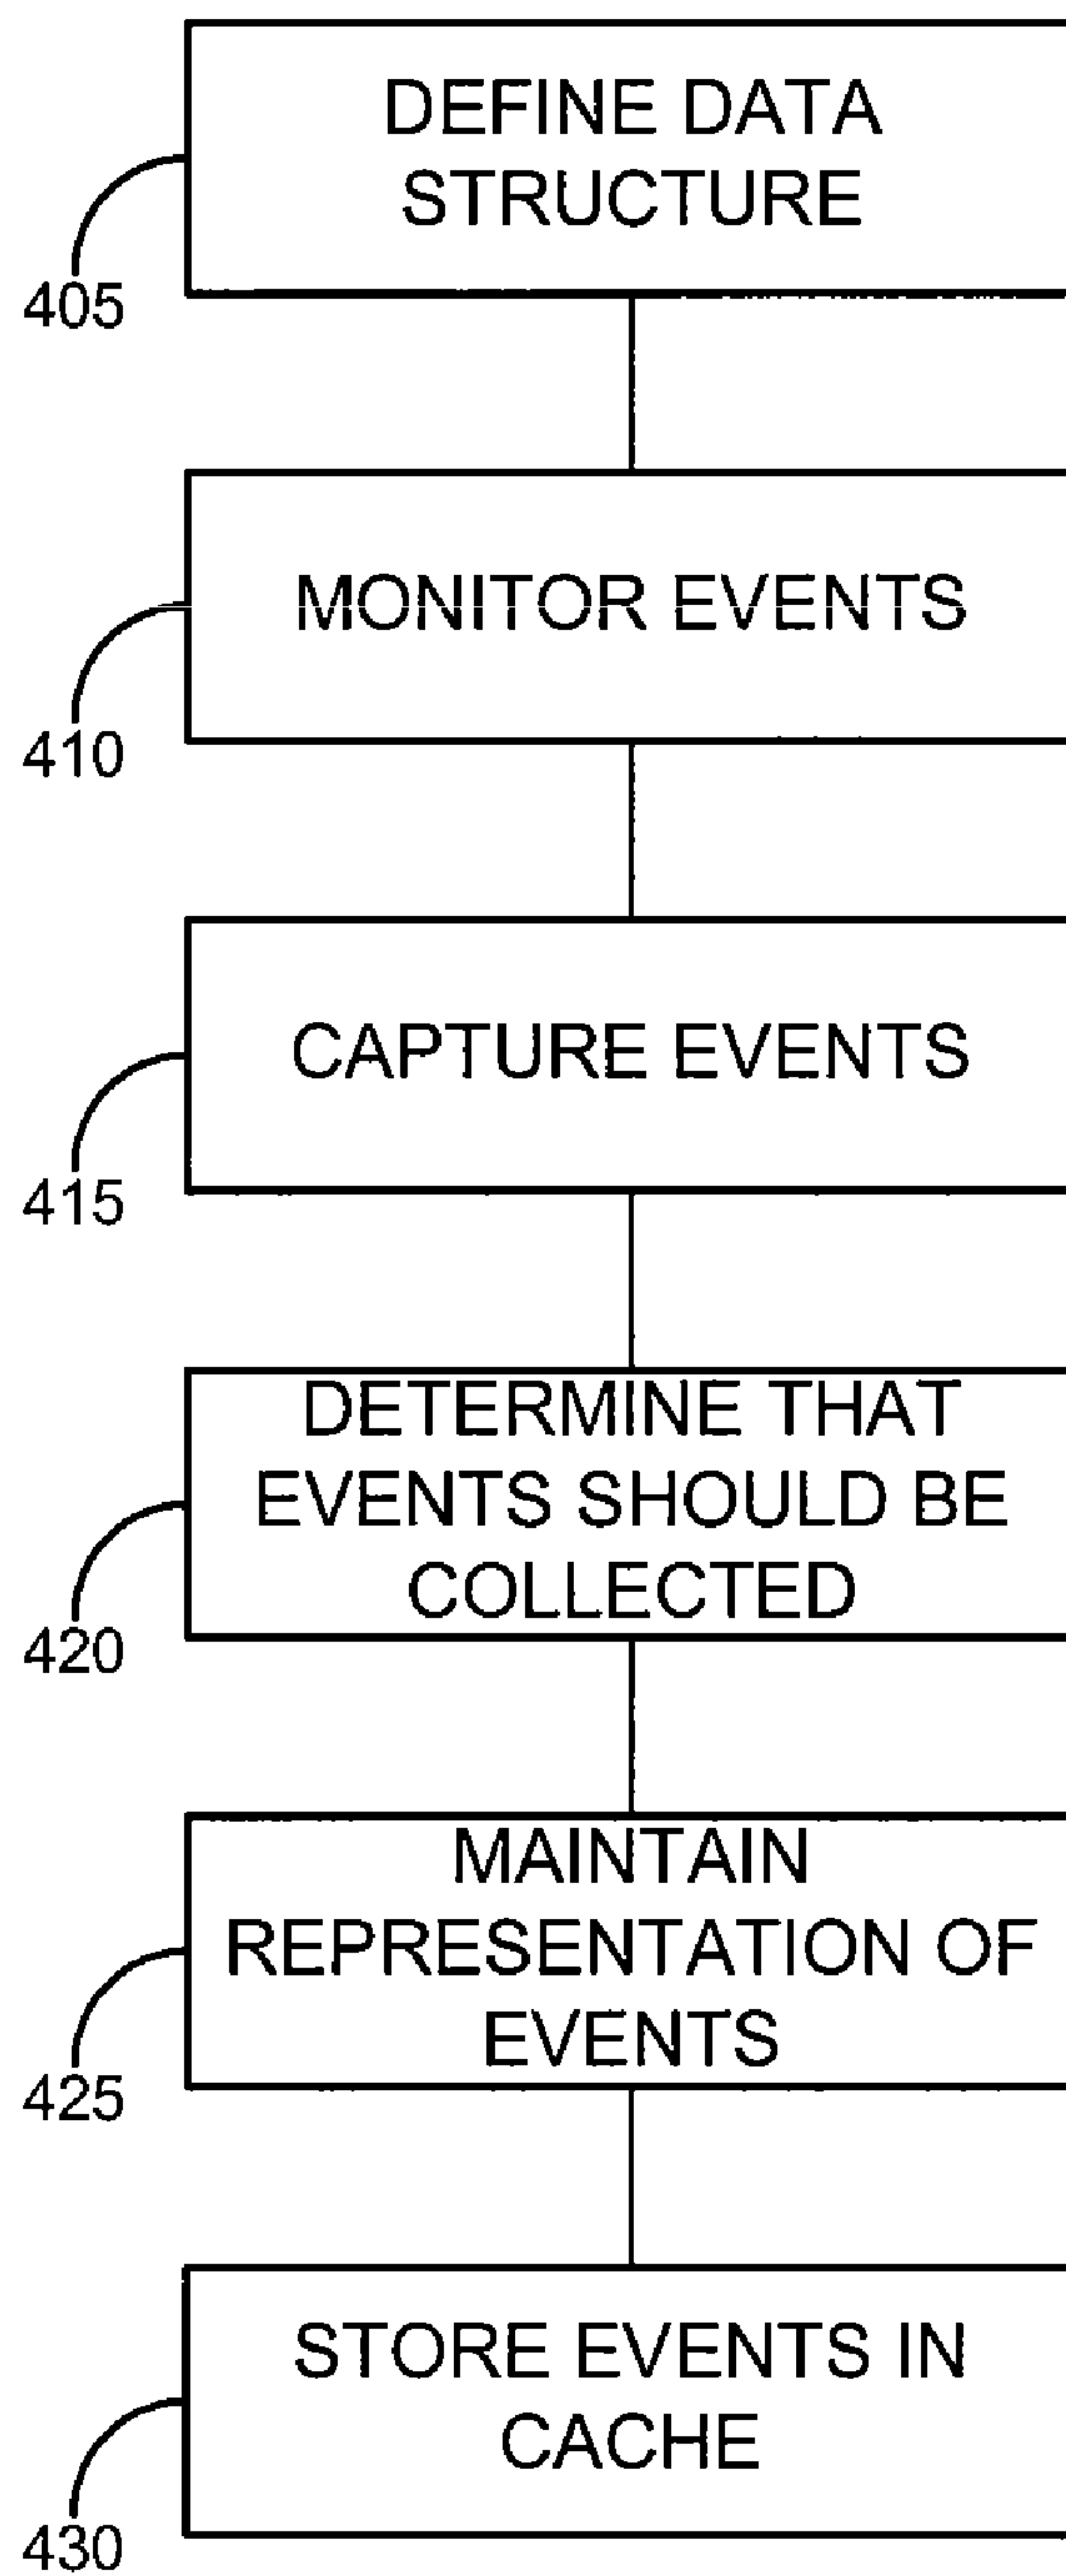 DEFINE DATA
STRUCTURE
405
MONITOR EVENTS
410
CAPTURE EVENTS
415
DETERMINE THAT
EVENTS SHOULD BE
COLLECTED
420
MAINTAIN
REPRESENTATION OF
EVENTS
425
STORE EVENTS IN
CACHE
430